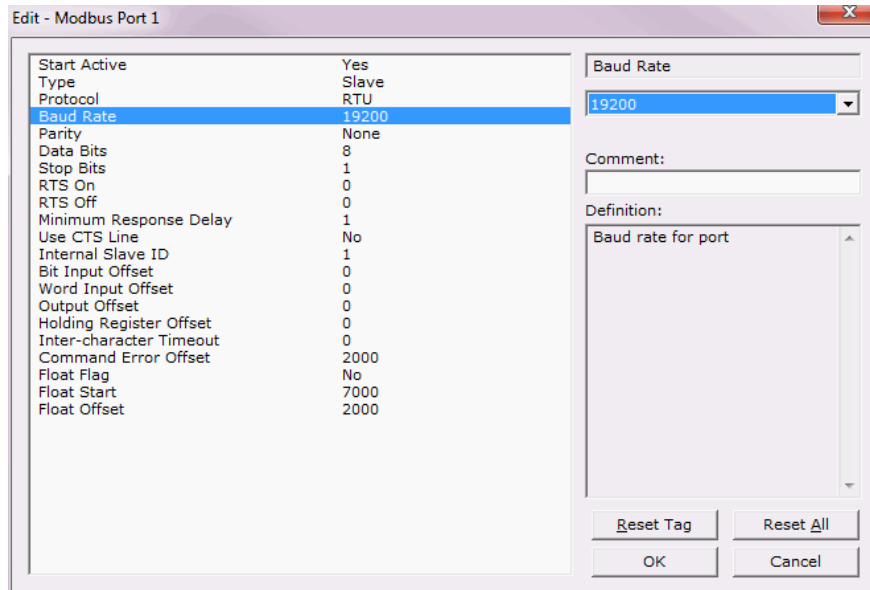 Edit - Modbus Port 1
Start Active Yes
Type Slave
Protocol RTU
Baud Rate 19200
Parity None
Data Bits 8
Stop Bits 1
RTS On 0
RTS Off 0
Minimum Response Delay 1
Use CTS Line No
Internal Slave ID 1
Bit Input Offset 0
Word Input Offset 0
Output Offset 0
Holding Register Offset 0
Inter-character Timeout 0
Command Error Offset 2000
Float Flag No
Float Start 7000
Float Offset 2000
Baud Rate
19200
Comment:
Definition:
Baud rate for port
Reset Tag Reset All
OK Cancel